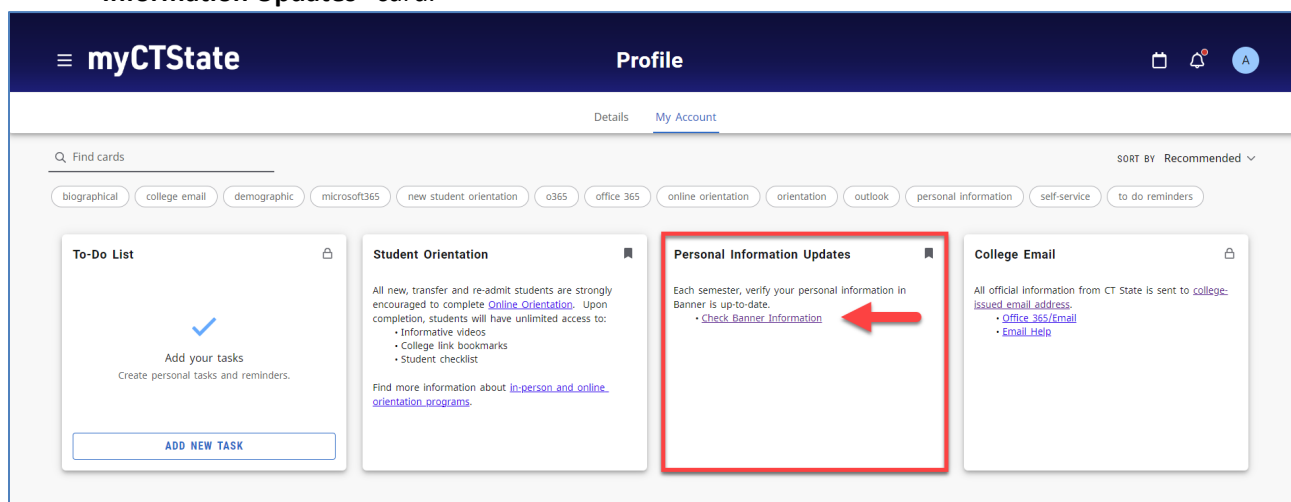 Information Updates" card.
myCTState
Profile
A
Details My Account
Find cards
SORT BY Recommended
biographical college email demographic microsoft365 new student orientation o365 office 365 online orientation orientation outlook personal information self-service to do reminders
To-Do List
Add your tasks
Create personal tasks and reminders.
ADD NEW TASK
Student Orientation
All new, transfer and re-admit students are strongly
encouraged to complete Online Orientation. Upon
completion, students will have unlimited access to:
• Informative videos
• College link bookmarks
• Student checklist
Find more information about in-person and online
orientation programs.
Personal Information Updates
Each semester, verify your personal information in
Banner is up-to-date.
• Check Banner Information
College Email
All official information from CT State is sent to college-
issued email address.
• Office 365/Email
• Email Help